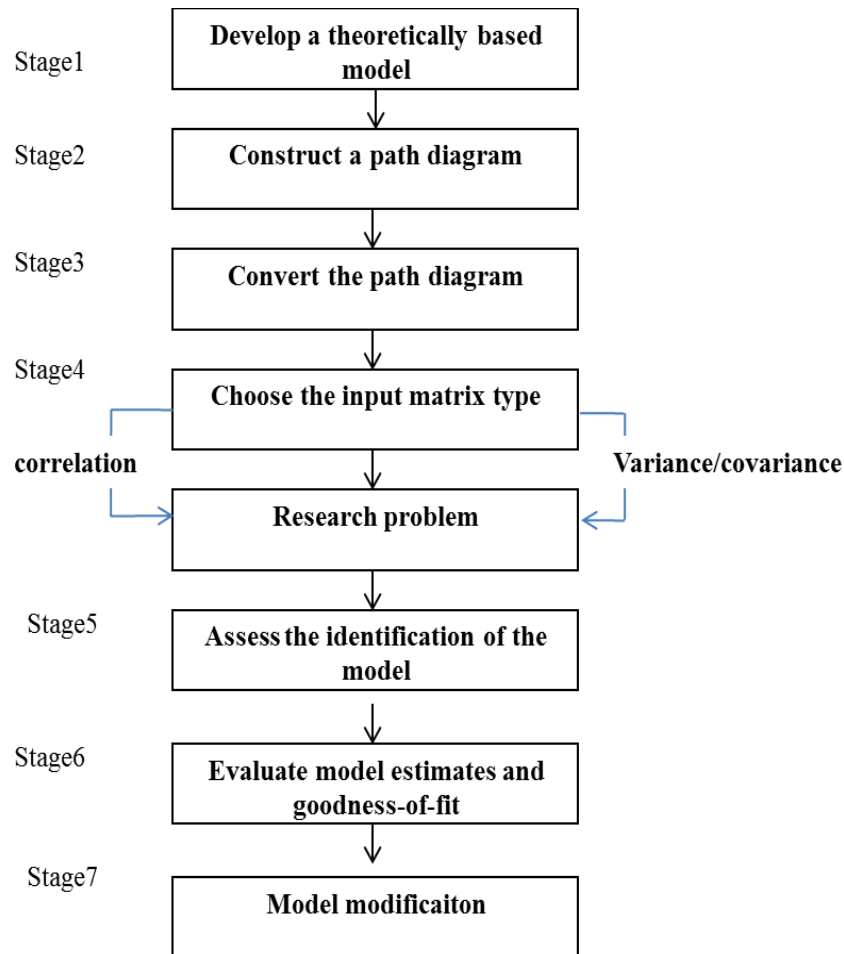 Develop a theoretically based
model
Stage1
Stage2
Construct a path diagram
Stage3
Convert the path diagram
Stage4
Choose the input matrix type
correlation
Variance/covariance
Research problem
Stage5
Assess the identification of the
model
Stage6
Evaluate model estimates and
goodness-of-fit
Stage7
Model modificaiton